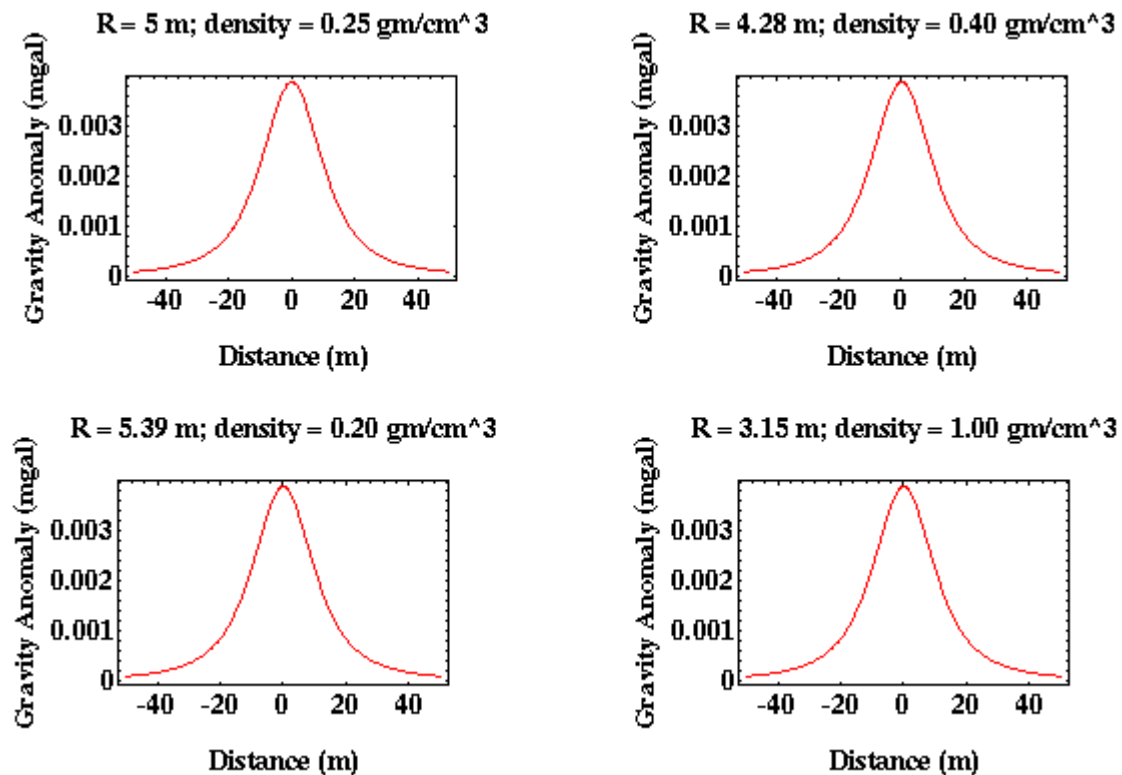 R = 5 m; density = 0.25 gm/cm^3
Gravity Anomaly (mgal)
0.003
0.002
0.001
0
-40 -20 0 20 40
Distance (m)
R = 4.28 m; density = 0.40 gm/cm^3
Gravity Anomaly (mgal)
0.003
0.002
0.001
0
-40 -20 0 20 40
Distance (m)
R = 5.39 m; density = 0.20 gm/cm^3
Gravity Anomaly (mgal)
0.003
0.002
0.001
0
-40 -20 0 20 40
Distance (m)
R = 3.15 m; density = 1.00 gm/cm^3
Gravity Anomaly (mgal)
0.003
0.002
0.001
0
-40 -20 0 20 40
Distance (m)